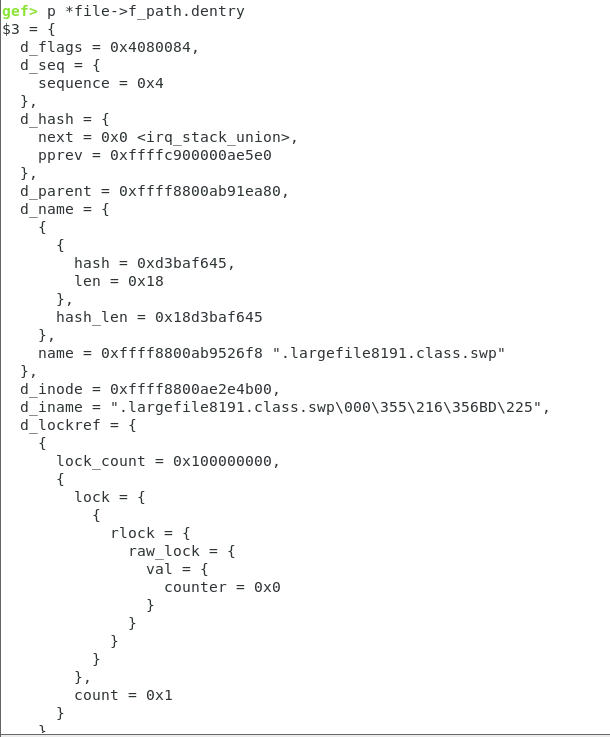 gef> p *file->f_path.dentry
$3 = {
  d_flags = 0x4080084,
  d_seq = {
    sequence = 0x4
  },
  d_hash = {
    next = 0x0 <irq_stack_union>,
    pprev = 0xffffc900000ae5e0
  },
  d_parent = 0xffff8800ab91ea80,
  d_name = {
    {
      {
        hash = 0xd3baf645,
        len = 0x18
      },
      hash_len = 0x18d3baf645
    },
    name = 0xffff8800ab9526f8 ".largefile8191.class.swp"
  },
  d_inode = 0xffff8800ae2e4b00,
  d_iname = ".largefile8191.class.swp\000\355\216\356BD\225",
  d_lockref = {
    {
      lock_count = 0x100000000,
      {
        lock = {
          {
            rlock = {
              raw_lock = {
                val = {
                  counter = 0x0
                }
              }
            }
          }
        },
        count = 0x1
      }
    }